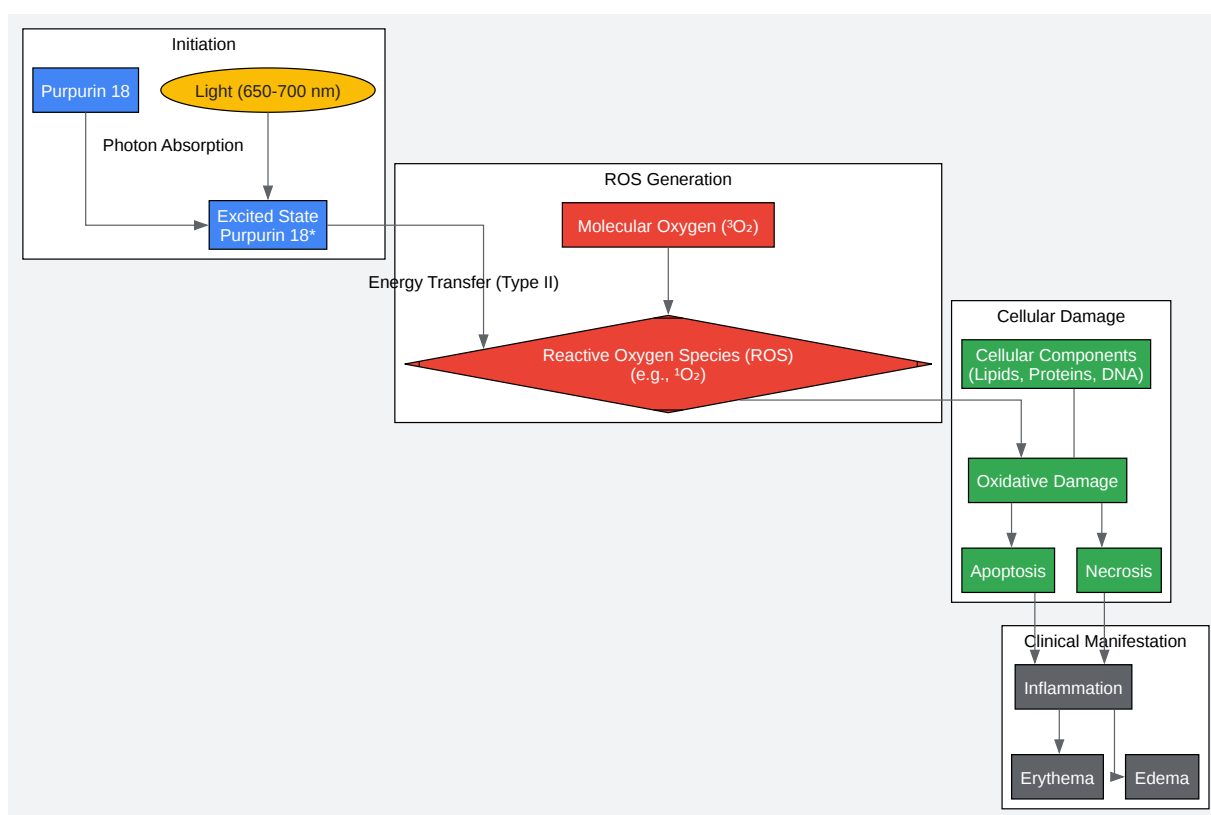 Initiation
Purpurin 18
Light (650-700 nm)
Photon Absorption
Excited State
Purpurin 18*
ROS Generation
Molecular Oxygen (³O₂)
Energy Transfer (Type II)
Reactive Oxygen Species (ROS)
(e.g., ¹O₂)
Cellular Damage
Cellular Components
(Lipids, Proteins, DNA)
Oxidative Damage
Apoptosis
Necrosis
Clinical Manifestation
Inflammation
Erythema
Edema